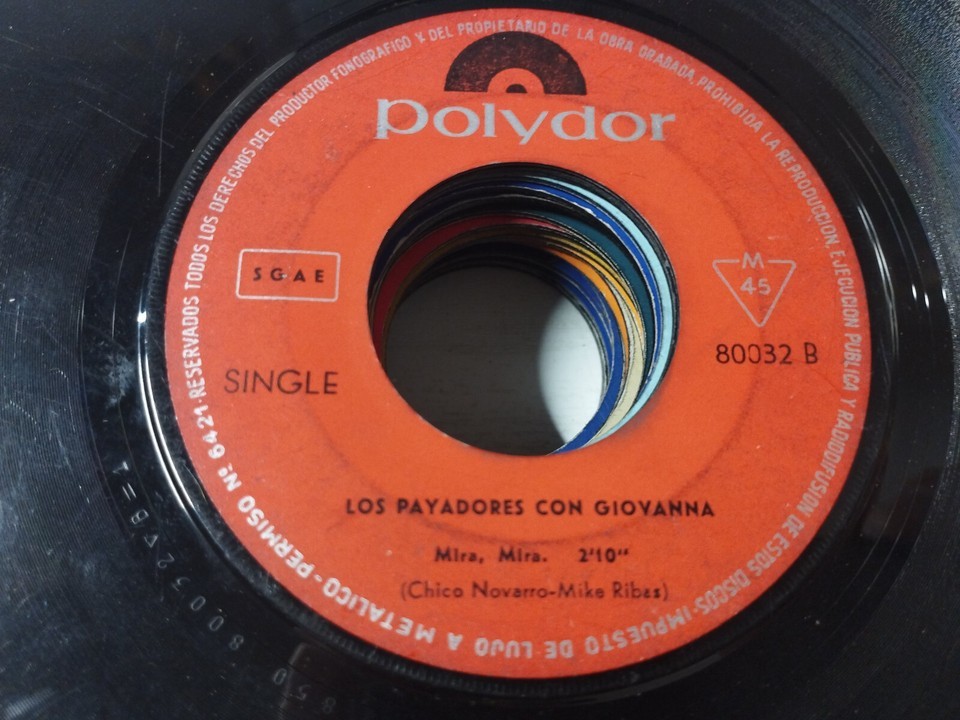 RESERVADOS TODOS LOS DERECHOS DEL PRODUCTOR FONOGRAFICO Y DEL PROPIETARIO DE LA OBRA GRABADA, PROHIBIDA LA REPRODUCCION, EJECUCION PUBLICA Y RADIODIFUSION DE ESTOS DISCOS-IMPUESTO DE LUJO A METALICO-PERMISO Nº 6421-
polydor
SGAE
M
45
SINGLE
80032 B
LOS PAYADORES CON GIOVANNA
Mira, Mira. 2'10"
(Chico Novarro-Mike Ribas)